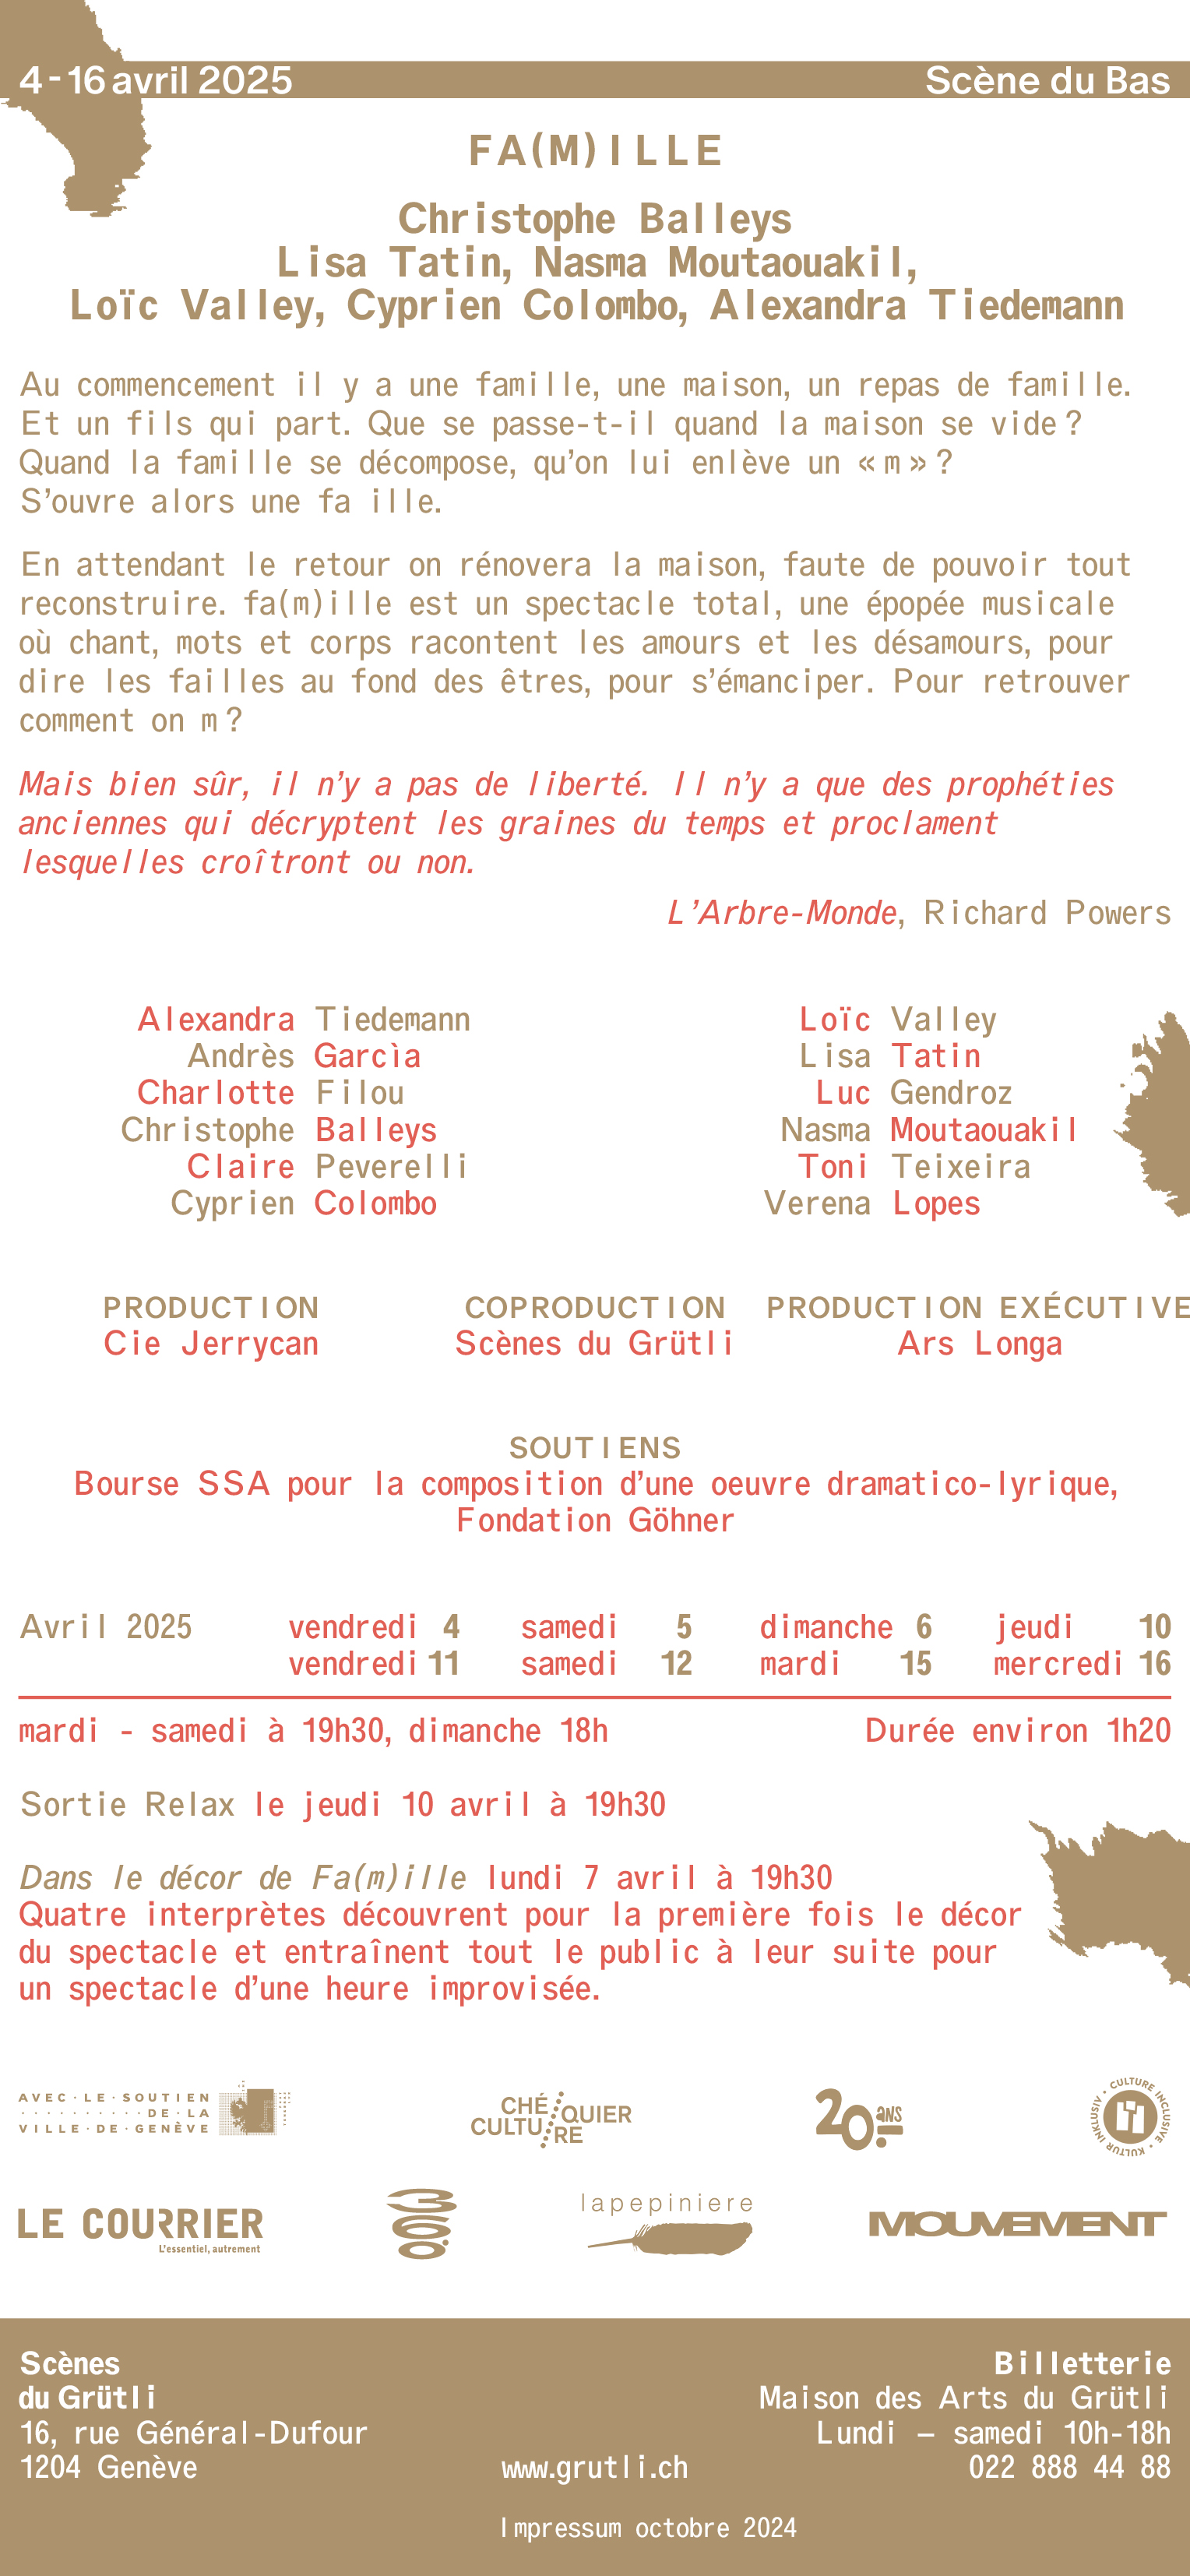 4-16 avril 2025
Scène du Bas
FA(M)ILLE
Christophe Balleys
Lisa Tatin, Nasma Moutaouakil,
Loïc Valley, Cyprien Colombo, Alexandra Tiedemann
Au commencement il y a une famille, une maison, un repas de famille.
Et un fils qui part. Que se passe-t-il quand la maison se vide ?
Quand la famille se décompose, qu’on lui enlève un « m » ?
S’ouvre alors une fa ille.
En attendant le retour on rénovera la maison, faute de pouvoir tout
reconstruire. fa(m)ille est un spectacle total, une épopée musicale
où chant, mots et corps racontent les amours et les désamours, pour
dire les failles au fond des êtres, pour s’émanciper. Pour retrouver
comment on m ?
Mais bien sûr, il n’y a pas de liberté. Il n’y a que des prophéties
anciennes qui décryptent les graines du temps et proclament
lesquelles croîtront ou non.
L’Arbre-Monde, Richard Powers
Alexandra Tiedemann
Andrès Garcìa
Charlotte Filou
Christophe Balleys
Claire Peverelli
Cyprien Colombo
Loïc Valley
Lisa Tatin
Luc Gendroz
Nasma Moutaouakil
Toni Teixeira
Verena Lopes
PRODUCTION
Cie Jerrycan
COPRODUCTION
Scènes du Grütli
PRODUCTION EXÉCUTIVE
Ars Longa
SOUTIENS
Bourse SSA pour la composition d’une oeuvre dramatico-lyrique,
Fondation Göhner
Avril 2025 vendredi 4 samedi 5 dimanche 6 jeudi 10
vendredi 11 samedi 12 mardi 15 mercredi 16
mardi - samedi à 19h30, dimanche 18h
Durée environ 1h20
Sortie Relax le jeudi 10 avril à 19h30
Dans le décor de Fa(m)ille lundi 7 avril à 19h30
Quatre interprètes découvrent pour la première fois le décor
du spectacle et entraînent tout le public à leur suite pour
un spectacle d’une heure improvisée.
AVEC·LE·SOUTIEN
DE·LA
VILLE·DE·GENÈVE
CHÉQUIER
CULTURE
20 ANS
CULTURE INCLUSIVE • KULTUR INKLUSIV •
LE COURRIER
L’essentiel, autrement
360°
lapepiniere
MOUVEMENT
Scènes
du Grütli
16, rue Général-Dufour
1204 Genève
www.grutli.ch
Billetterie
Maison des Arts du Grütli
Lundi – samedi 10h-18h
022 888 44 88
Impressum octobre 2024